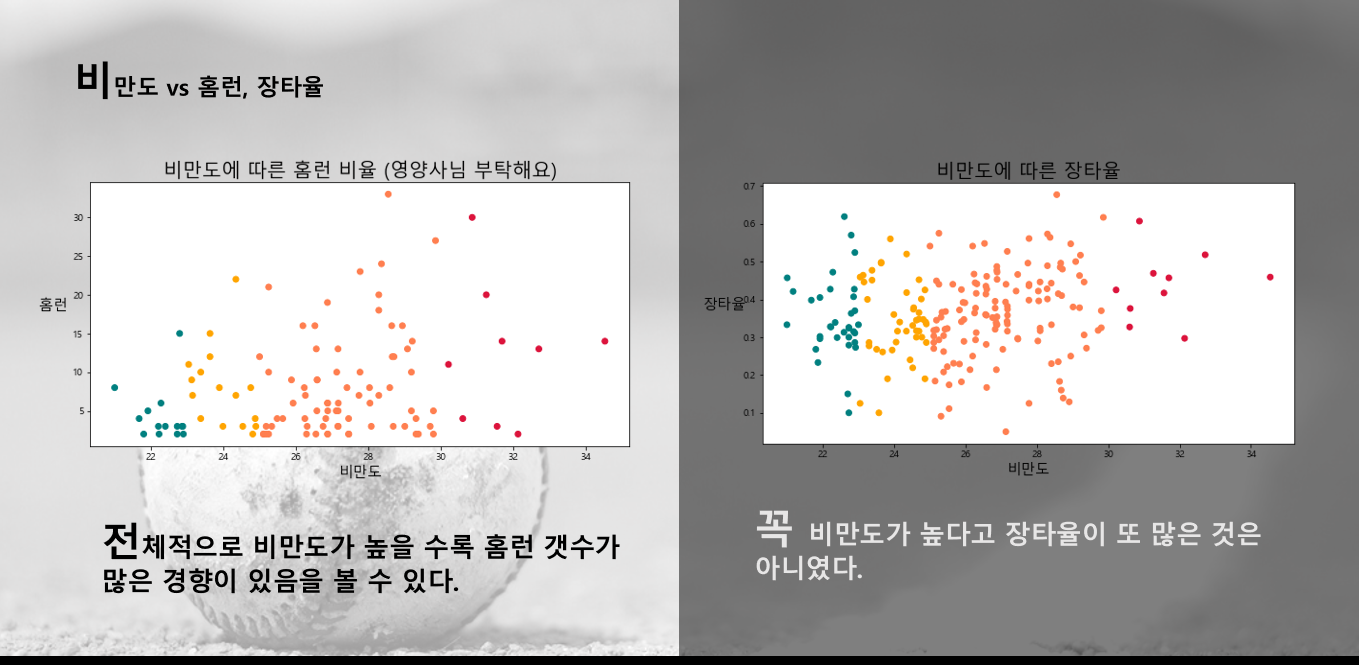 비만도 vs 홈런, 장타율
비만도에 따른 홈런 비율 (영양사님 부탁해요)
30
25
20
15
10
5
홈런
22 24 26 28 30 32 34
비만도
전체적으로 비만도가 높을 수록 홈런 갯수가
많은 경향이 있음을 볼 수 있다.
비만도에 따른 장타율
0.7
0.6
0.5
0.4
0.3
0.2
0.1
장타율
22 24 26 28 30 32 34
비만도
꼭 비만도가 높다고 장타율이 또 많은 것은
아니였다.